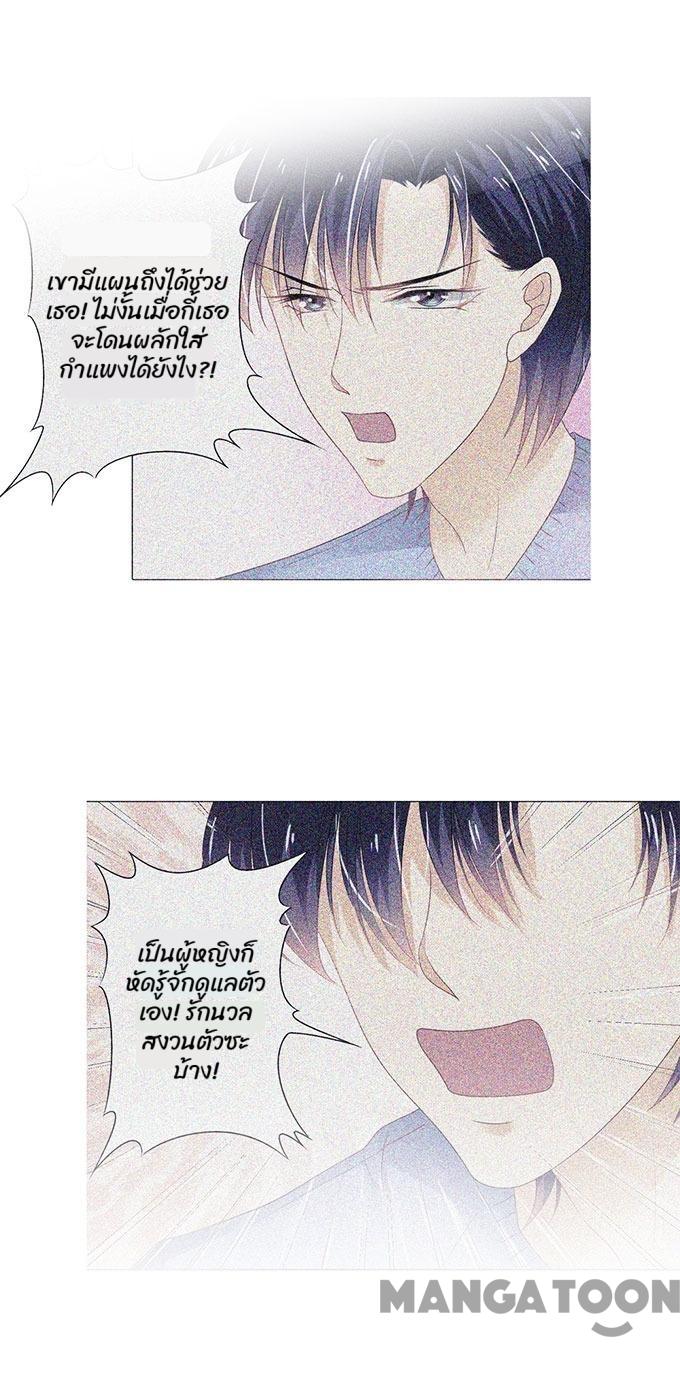 เขามีแผนถึงได้ช่วย
เธอ! ไม่งั้นเมื่อกี้เธอ
จะโดนผลักใส่
กำแพงได้ยังไง?!
เป็นผู้หญิงก็
หัดรู้จักดูแลตัว
เอง! รักนวล
สงวนตัวซะ
บ้าง!
MANGATOON